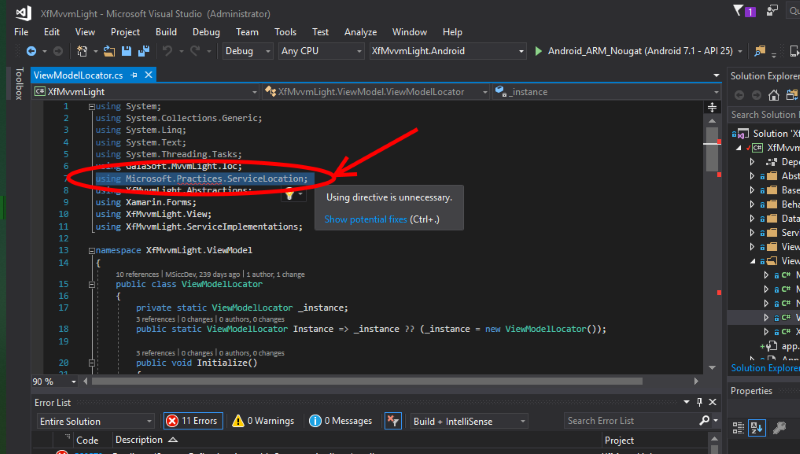 XfMvvmLight - Microsoft Visual Studio (Administrator)
1
File Edit View Project Build Debug Team Tools Test Analyze Window Help
Debug Any CPU XfMvvmLight.Android Android_ARM_Nougat (Android 7.1 - API 25)
Toolbox
ViewModelLocator.cs
Solution Explorer
XfMvvmLight XfMvvmLight.ViewModel.ViewModelLocator _instance
1 using System;
2 using System.Collections.Generic;
3 using System.Linq;
4 using System.Text;
5 using System.Threading.Tasks;
6 using GalaSoft.MvvmLight.Ioc;
7 using Microsoft.Practices.ServiceLocation;
8 using XfMvvmLight.Abstractions;
9 using Xamarin.Forms;
10 using XfMvvmLight.View;
11 using XfMvvmLight.ServiceImplementations;
12
13 namespace XfMvvmLight.ViewModel
14 {
10 references | MSiccDev, 239 days ago | 1 author, 1 change
15 public class ViewModelLocator
16 {
17 private static ViewModelLocator _instance;
3 references | 0 changes | 0 authors, 0 changes
18 public static ViewModelLocator Instance => _instance ?? (_instance = new ViewModelLocator());
19
3 references | 0 changes | 0 authors, 0 changes
20 public void Initialize()
21 {
Using directive is unnecessary.
Show potential fixes (Ctrl+.)
90 %
Search Solution
Solution 'Xf
XfMvvm
Depe
Abst
Base
Beha
Data
Serv
View
View
app.
Solution Explorer
Properties
Error List
Entire Solution 11 Errors 0 Warnings 0 Messages Build + IntelliSense Search Error List
Code Description Project